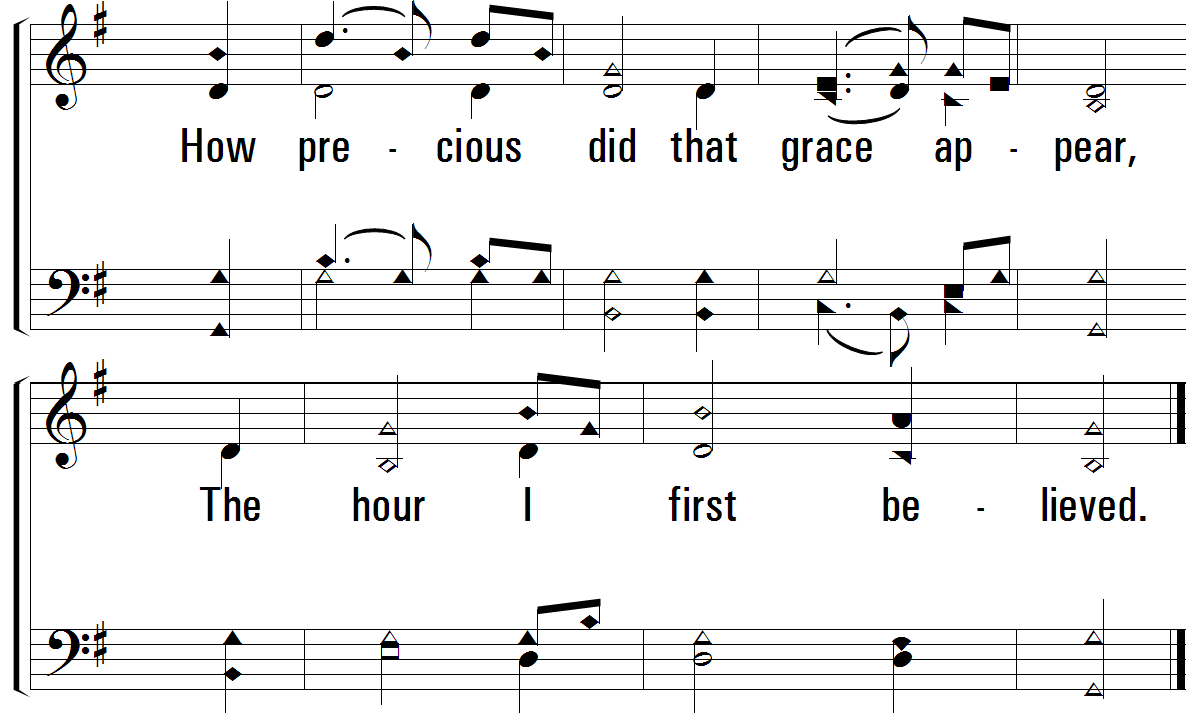 How pre - cious did that grace ap - pear,
The hour I first be - lieved.